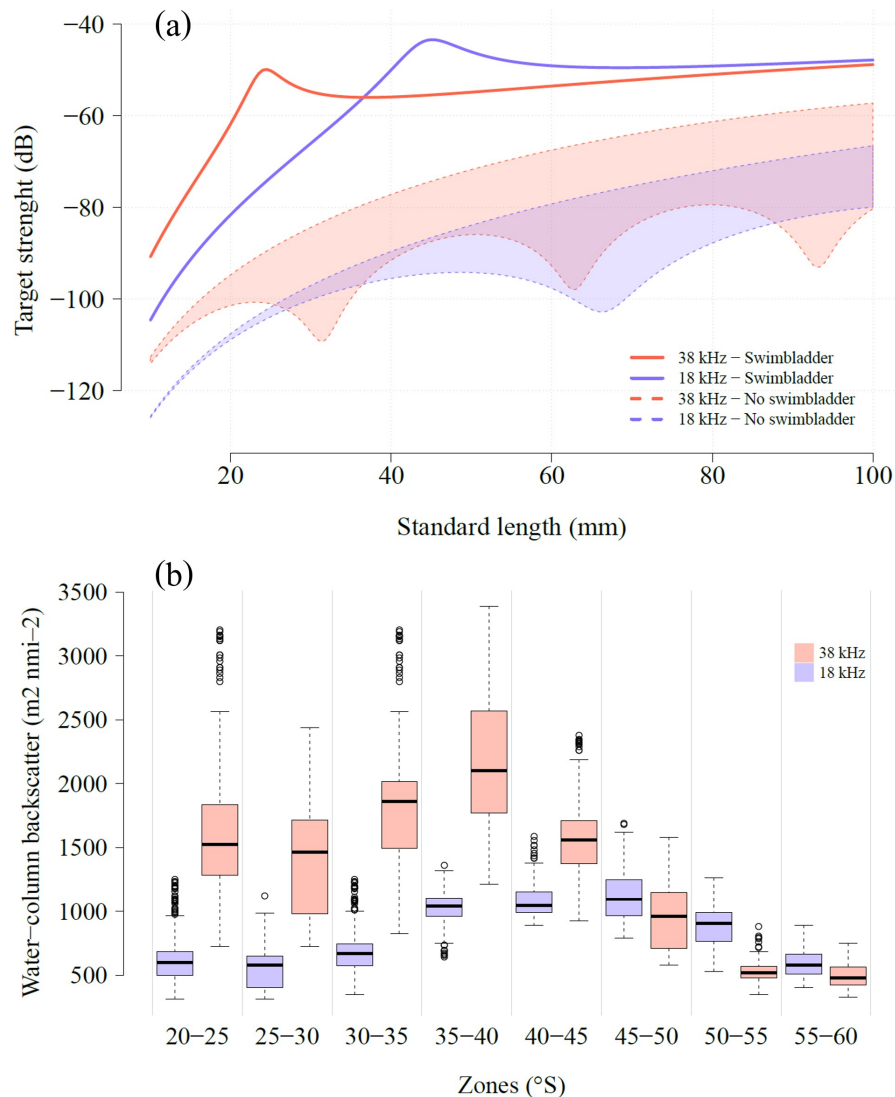 (a)
−40
−60
−80
−100
−120
Target strenght (dB)
38 kHz − Swimbladder
18 kHz − Swimbladder
38 kHz − No swimbladder
18 kHz − No swimbladder
20 40 60 80 100
Standard length (mm)
(b)
3500
3000
2500
2000
1500
1000
500
Water−column backscatter (m2 nmi−2)
38 kHz
18 kHz
20−25 25−30 30−35 35−40 40−45 45−50 50−55 55−60
Zones (°S)